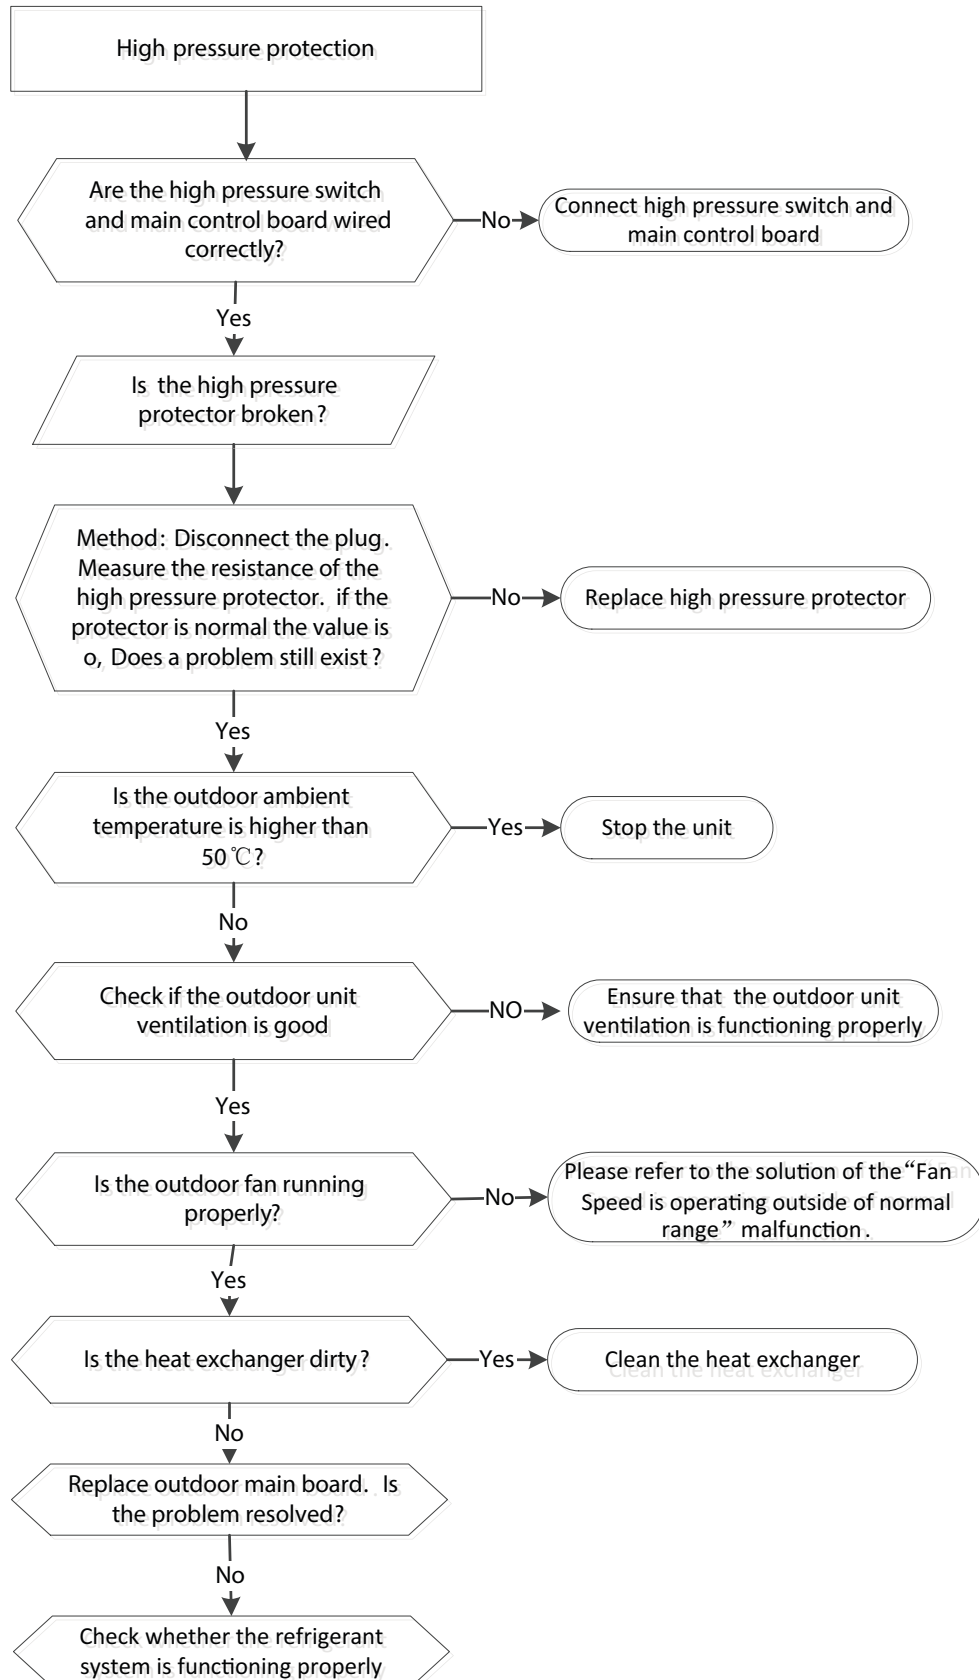 High pressure protection
Are the high pressure switch
and main control board wired
correctly?
No
Connect high pressure switch and
main control board
Yes
Is the high pressure
protector broken?
Method: Disconnect the plug.
Measure the resistance of the
high pressure protector. if the
protector is normal the value is
o, Does a problem still exist?
No
Replace high pressure protector
Yes
Is the outdoor ambient
temperature is higher than
50℃?
Yes
Stop the unit
No
Check if the outdoor unit
ventilation is good
NO
Ensure that the outdoor unit
ventilation is functioning properly
Yes
Is the outdoor fan running
properly?
No
Please refer to the solution of the“Fan
Speed is operating outside of normal
range” malfunction.
Yes
Is the heat exchanger dirty?
Yes
Clean the heat exchanger
No
Replace outdoor main board. Is
the problem resolved?
No
Check whether the refrigerant
system is functioning properly